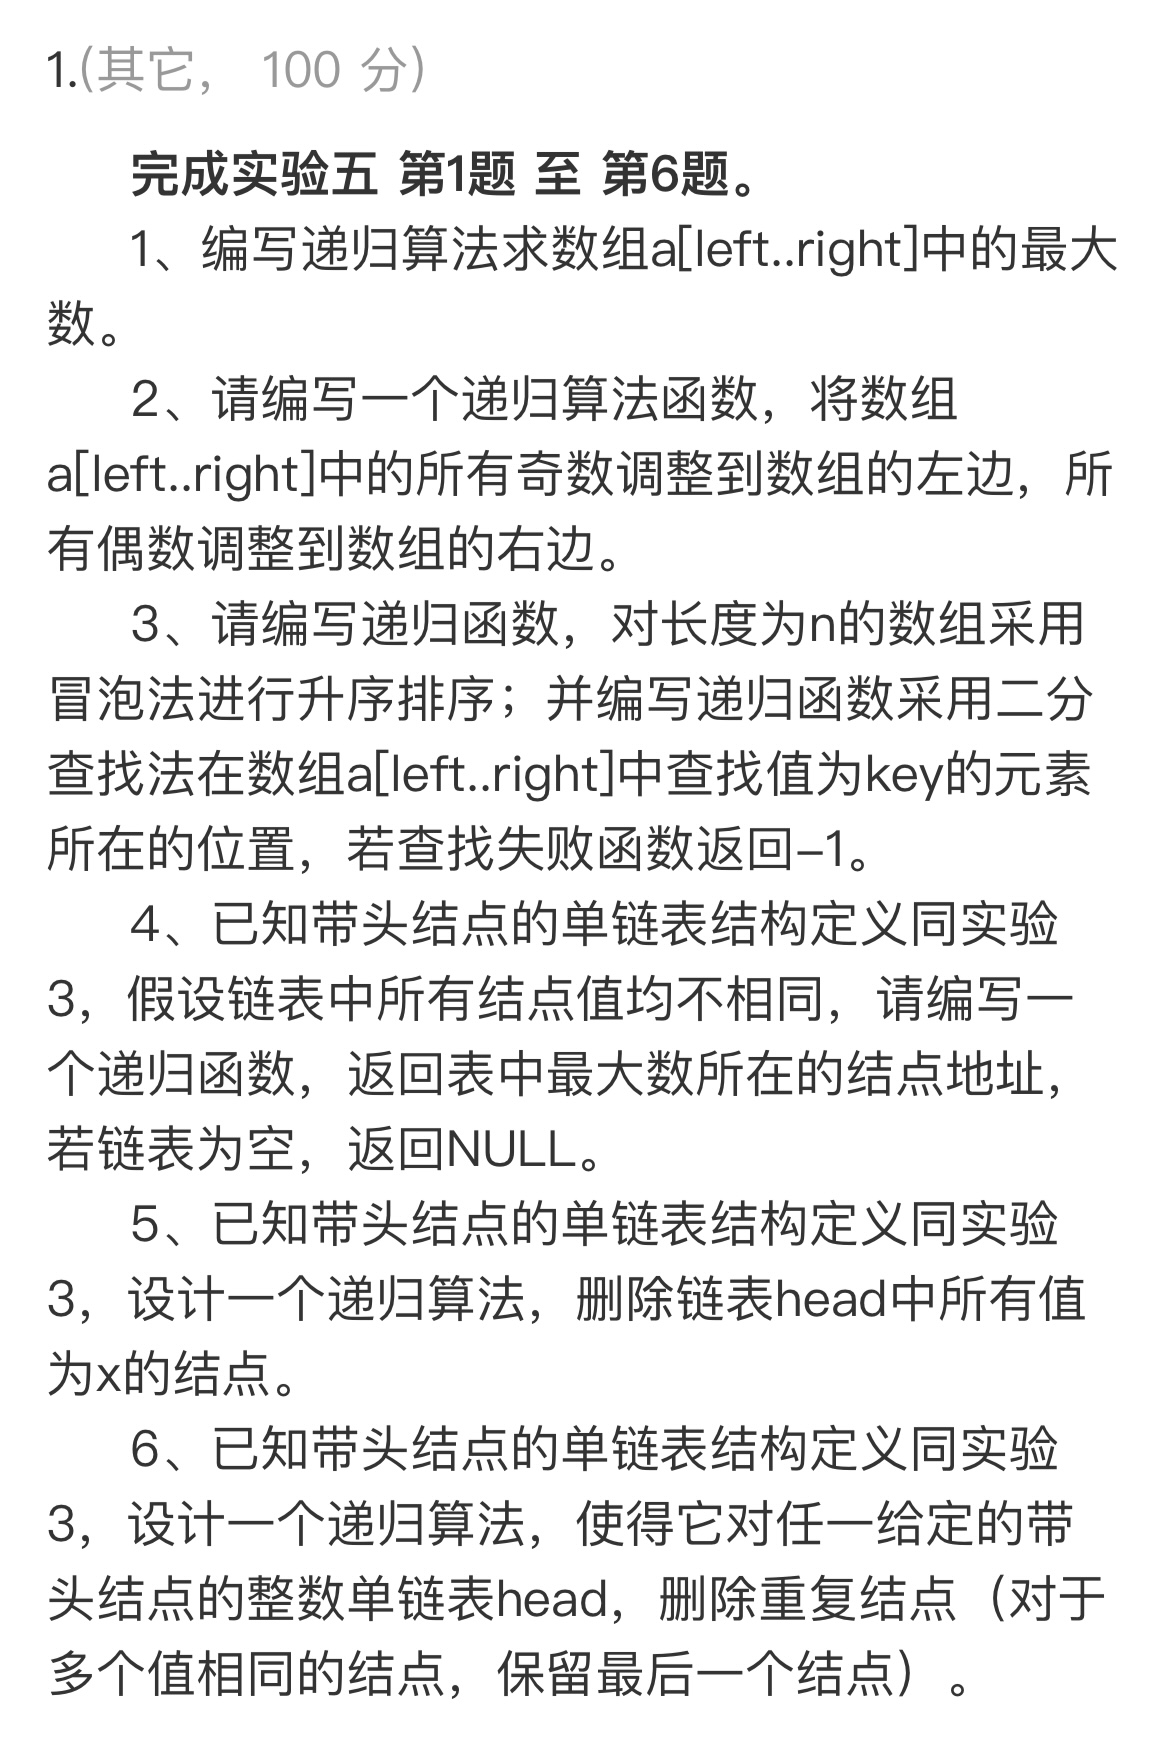 1.(其它， 100 分)
完成实验五 第1题 至 第6题。
1、编写递归算法求数组a[left..right]中的最大
数。
2、请编写一个递归算法函数，将数组
a[left..right]中的所有奇数调整到数组的左边，所
有偶数调整到数组的右边。
3、请编写递归函数，对长度为n的数组采用
冒泡法进行升序排序；并编写递归函数采用二分
查找法在数组a[left..right]中查找值为key的元素
所在的位置，若查找失败函数返回–1。
4、已知带头结点的单链表结构定义同实验
3，假设链表中所有结点值均不相同，请编写一
个递归函数，返回表中最大数所在的结点地址，
若链表为空，返回NULL。
5、已知带头结点的单链表结构定义同实验
3，设计一个递归算法，删除链表head中所有值
为x的结点。
6、已知带头结点的单链表结构定义同实验
3，设计一个递归算法，使得它对任一给定的带
头结点的整数单链表head，删除重复结点（对于
多个值相同的结点，保留最后一个结点）。